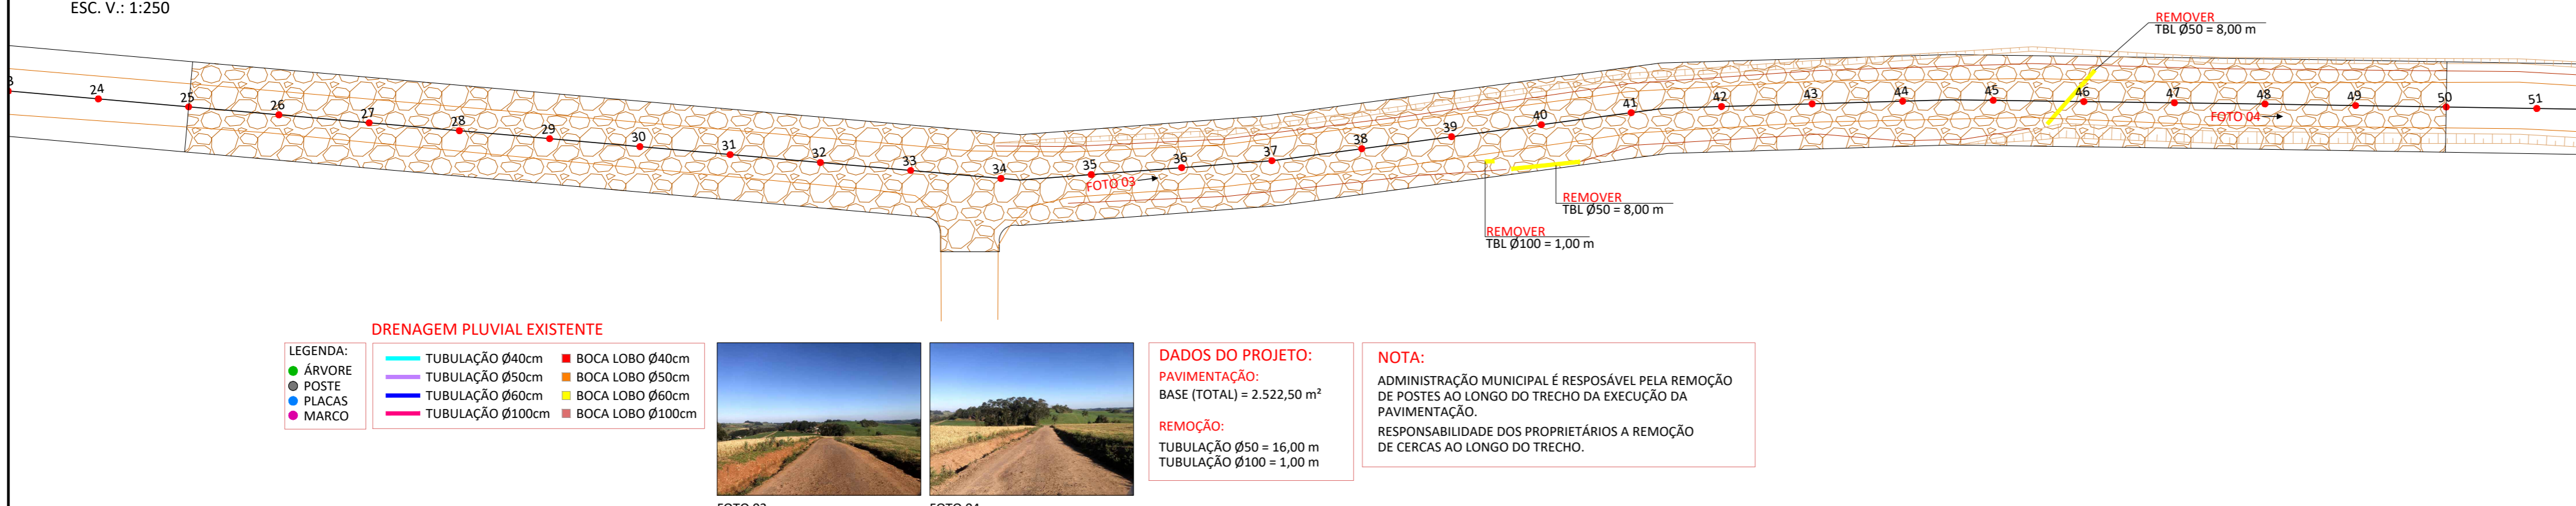 ESC. V.: 1:250
REMOVER
TBL Ø50 = 8,00 m
24
25
26
27
28
29
30
31
32
33
34
35
36
37
38
39
40
41
42
43
44
45
46
47
48
49
50
51
FOTO 03
FOTO 04
REMOVER
TBL Ø50 = 8,00 m
REMOVER
TBL Ø100 = 1,00 m
DRENAGEM PLUVIAL EXISTENTE
LEGENDA:
ÁRVORE
POSTE
PLACAS
MARCO
TUBULAÇÃO Ø40cm
TUBULAÇÃO Ø50cm
TUBULAÇÃO Ø60cm
TUBULAÇÃO Ø100cm
BOCA LOBO Ø40cm
BOCA LOBO Ø50cm
BOCA LOBO Ø60cm
BOCA LOBO Ø100cm
DADOS DO PROJETO:
PAVIMENTAÇÃO:
BASE (TOTAL) = 2.522,50 m²
REMOÇÃO:
TUBULAÇÃO Ø50 = 16,00 m
TUBULAÇÃO Ø100 = 1,00 m
NOTA:
ADMINISTRAÇÃO MUNICIPAL É RESPOSÁVEL PELA REMOÇÃO
DE POSTES AO LONGO DO TRECHO DA EXECUÇÃO DA
PAVIMENTAÇÃO.
RESPONSABILIDADE DOS PROPRIETÁRIOS A REMOÇÃO
DE CERCAS AO LONGO DO TRECHO.